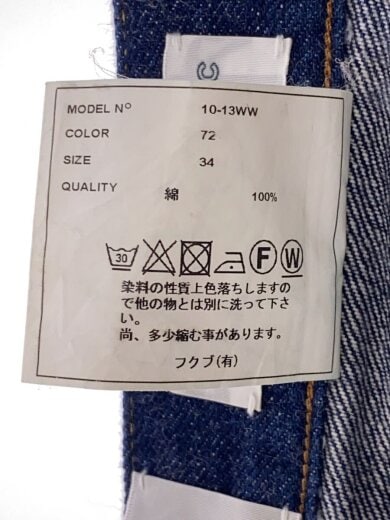 MODEL Nº 10-13WW
COLOR 72
SIZE 34
QUALITY 綿 100%
30 F W
染料の性質上色落ちしますの
で他の物とは別に洗って下さ
い。
尚、多少縮む事があります。
フクブ(有)